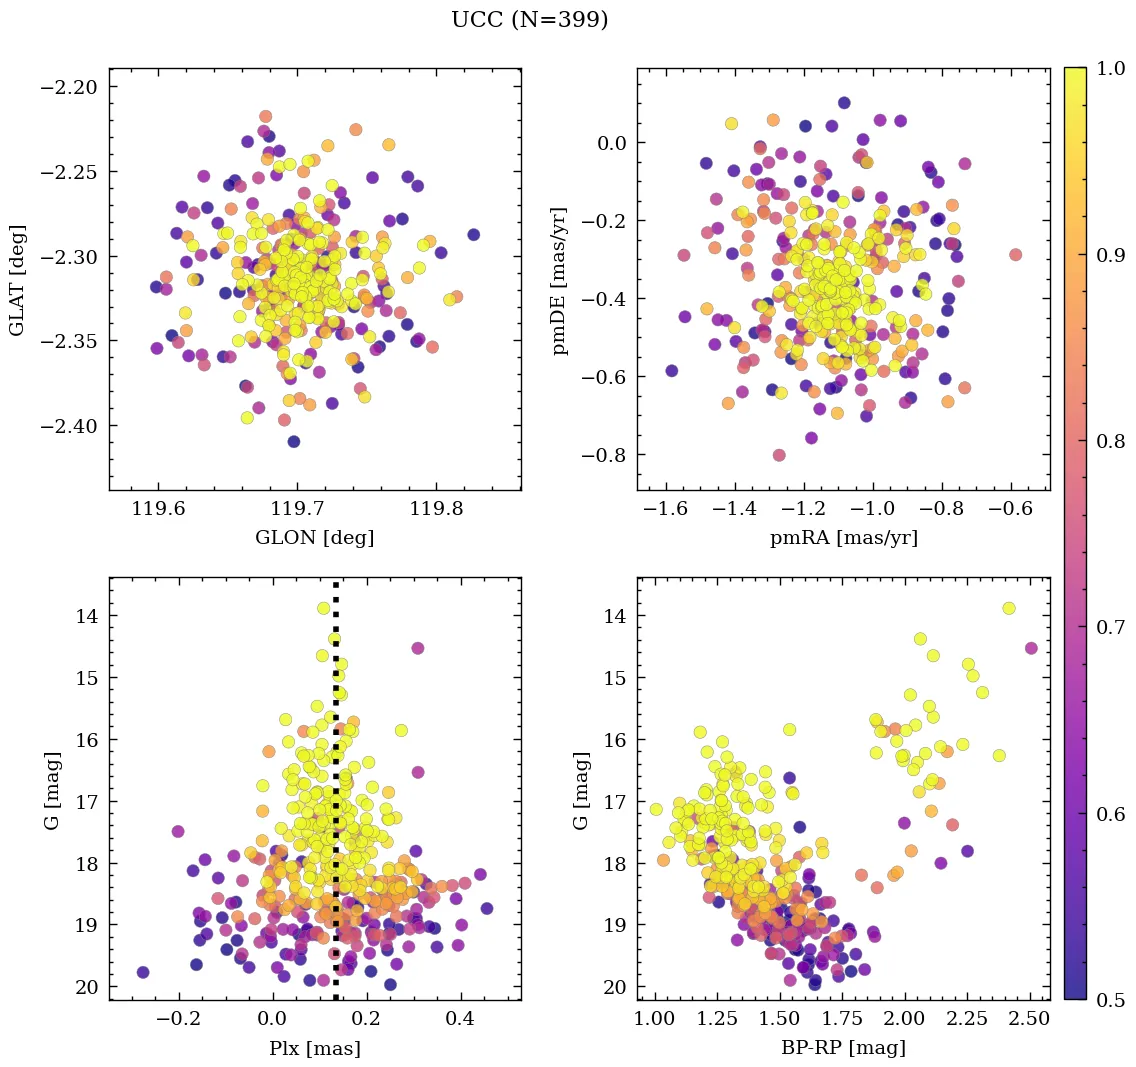 UCC (N=399)
−2.20
−2.25
−2.30
−2.35
−2.40
GLAT [deg]
119.6 119.7 119.8
GLON [deg]
0.0
−0.2
−0.4
−0.6
−0.8
pmDE [mas/yr]
−1.6 −1.4 −1.2 −1.0 −0.8 −0.6
pmRA [mas/yr]
14
15
16
17
18
19
20
G [mag]
−0.2 0.0 0.2 0.4
Plx [mas]
14
15
16
17
18
19
20
G [mag]
1.00 1.25 1.50 1.75 2.00 2.25 2.50
BP-RP [mag]
1.0
0.9
0.8
0.7
0.6
0.5